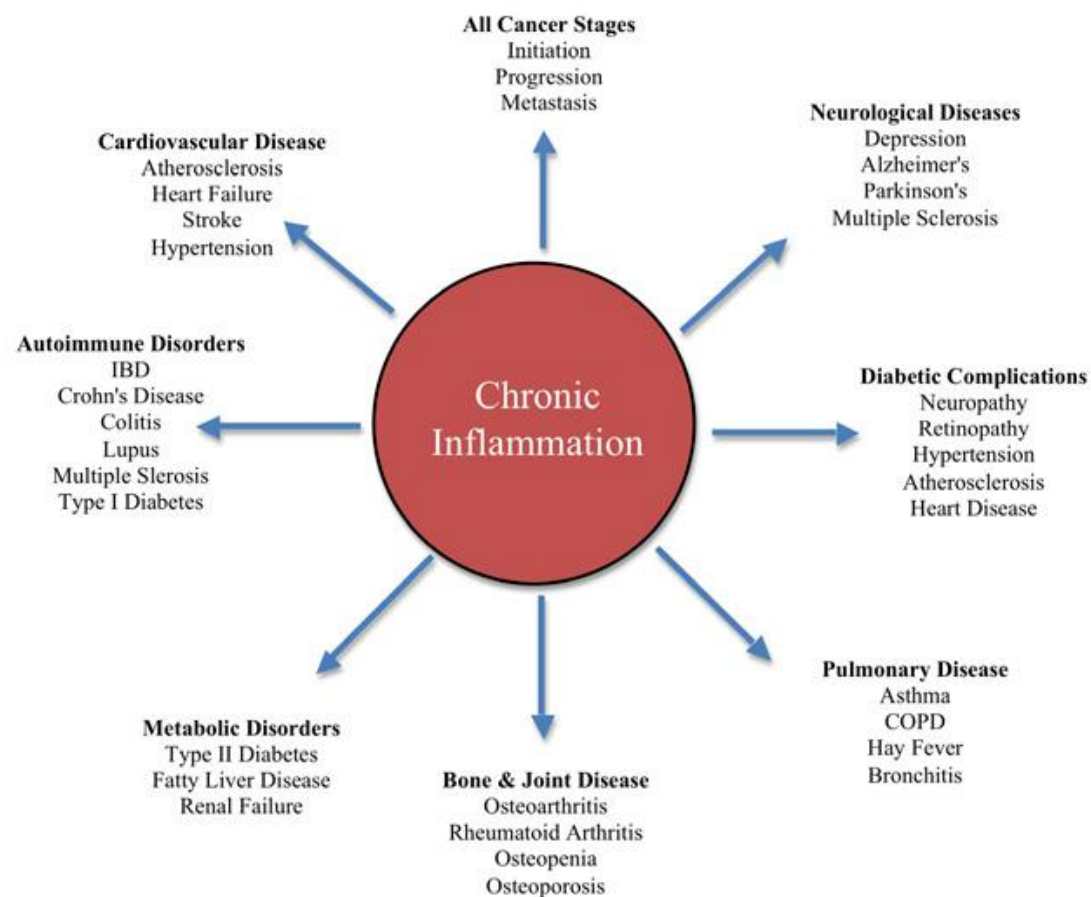 All Cancer Stages
Initiation
Progression
Metastasis
Neurological Diseases
Depression
Alzheimer's
Parkinson's
Multiple Sclerosis
Cardiovascular Disease
Atherosclerosis
Heart Failure
Stroke
Hypertension
Autoimmune Disorders
IBD
Crohn's Disease
Colitis
Lupus
Multiple Slerosis
Type I Diabetes
Chronic
Inflammation
Diabetic Complications
Neuropathy
Retinopathy
Hypertension
Atherosclerosis
Heart Disease
Metabolic Disorders
Type II Diabetes
Fatty Liver Disease
Renal Failure
Bone & Joint Disease
Osteoarthritis
Rheumatoid Arthritis
Osteopenia
Osteoporosis
Pulmonary Disease
Asthma
COPD
Hay Fever
Bronchitis